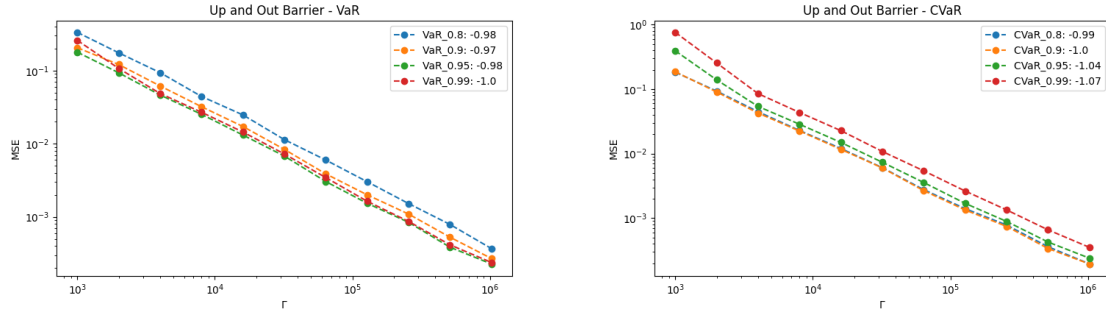 Up and Out Barrier - VaR
MSE
10⁻¹
10⁻²
10⁻³
VaR_0.8: -0.98
VaR_0.9: -0.97
VaR_0.95: -0.98
VaR_0.99: -1.0
10³
10⁴
10⁵
10⁶
Γ
Up and Out Barrier - CVaR
MSE
10⁰
10⁻¹
10⁻²
10⁻³
CVaR_0.8: -0.99
CVaR_0.9: -1.0
CVaR_0.95: -1.04
CVaR_0.99: -1.07
10³
10⁴
10⁵
10⁶
Γ